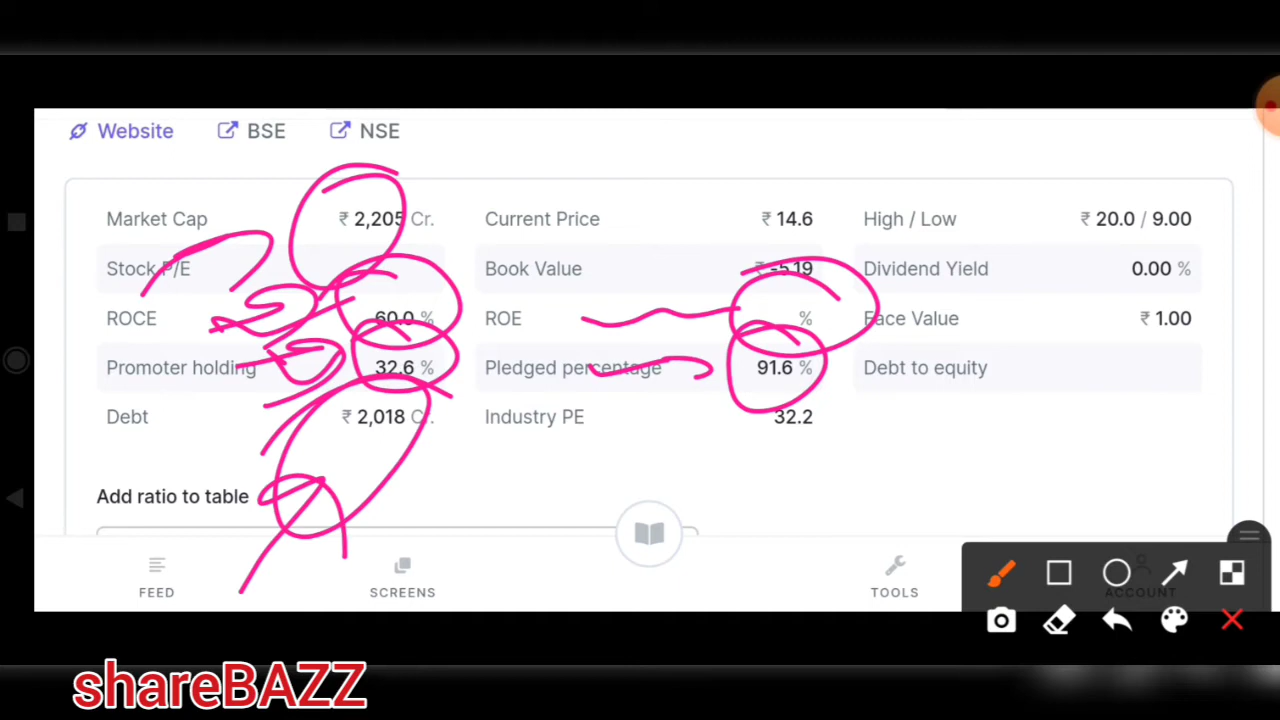 Website BSE NSE
Market Cap ₹ 2,205 Cr. Current Price ₹ 14.6 High / Low ₹ 20.0 / 9.00
Stock P/E Book Value ₹ -5.19 Dividend Yield 0.00 %
ROCE 60.0 % ROE % Face Value ₹ 1.00
Promoter holding 32.6 % Pledged percentage 91.6 % Debt to equity
Debt ₹ 2,018 Cr. Industry PE 32.2
Add ratio to table
FEED SCREENS TOOLS ACCOUNT
shareBAZZ